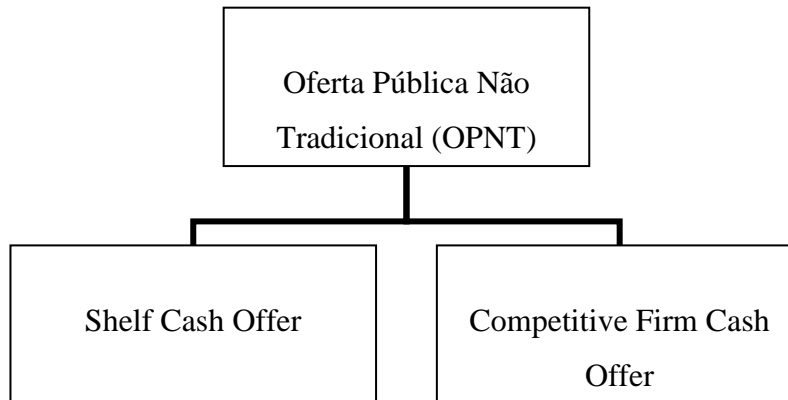 Oferta Pública Não
Tradicional (OPNT)
Shelf Cash Offer
Competitive Firm Cash
Offer